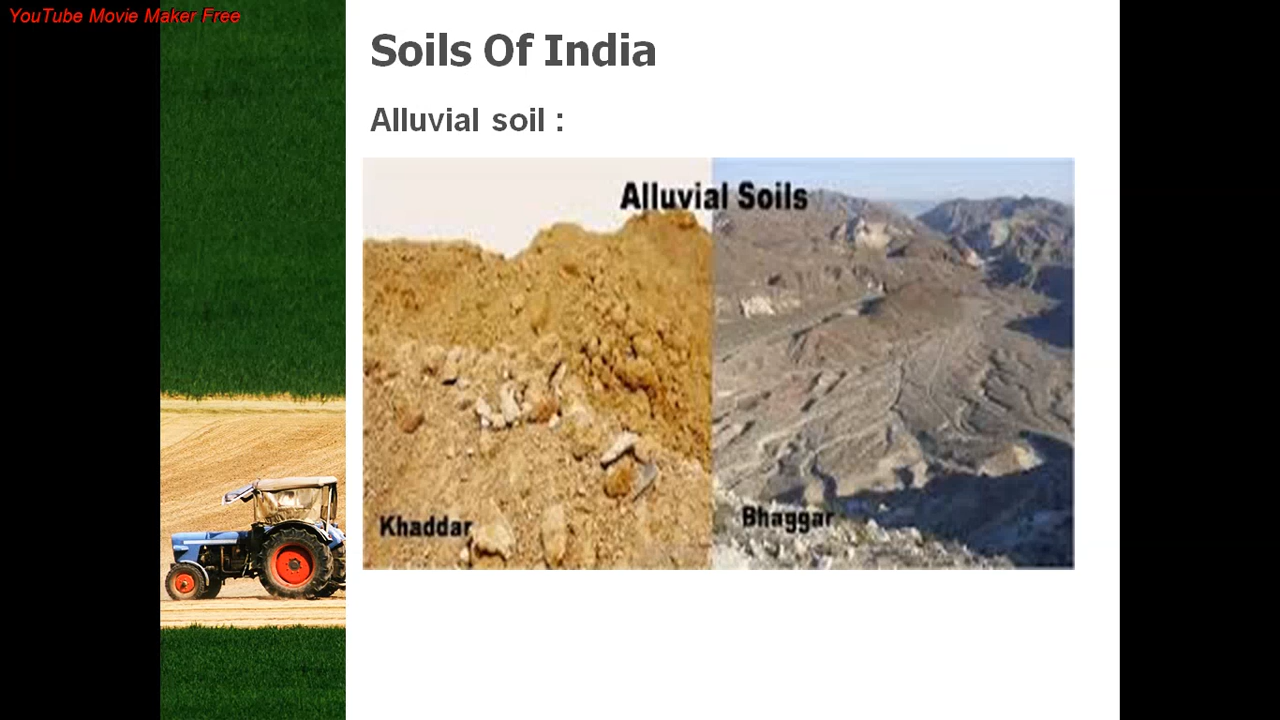 YouTube Movie Maker Free
Soils Of India
Alluvial soil :
Alluvial Soils
Khaddar
Bhaggar